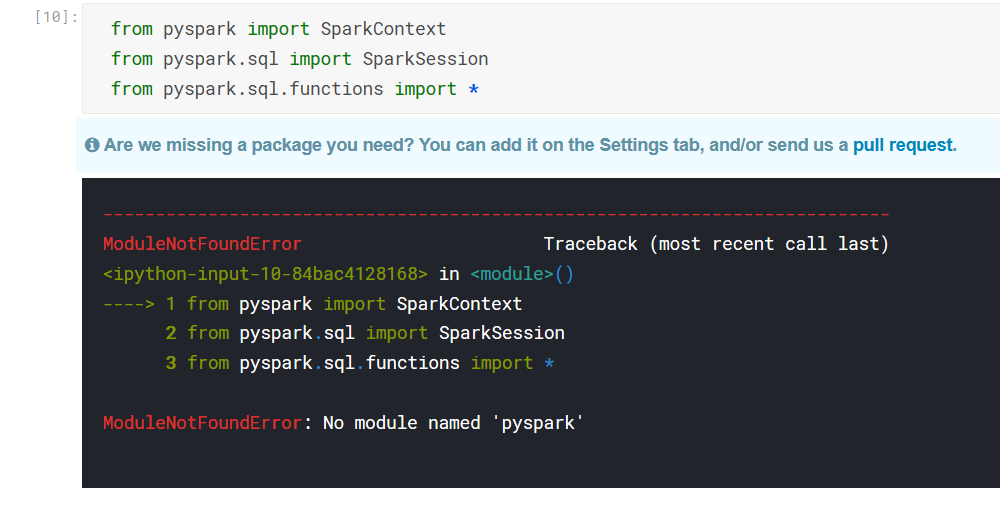 [10]:
from pyspark import SparkContext
from pyspark.sql import SparkSession
from pyspark.sql.functions import *
Are we missing a package you need? You can add it on the Settings tab, and/or send us a pull request.
---------------------------------------------------------------------------
ModuleNotFoundError                       Traceback (most recent call last)
<ipython-input-10-84bac4128168> in <module>()
----> 1 from pyspark import SparkContext
      2 from pyspark.sql import SparkSession
      3 from pyspark.sql.functions import *
ModuleNotFoundError: No module named 'pyspark'